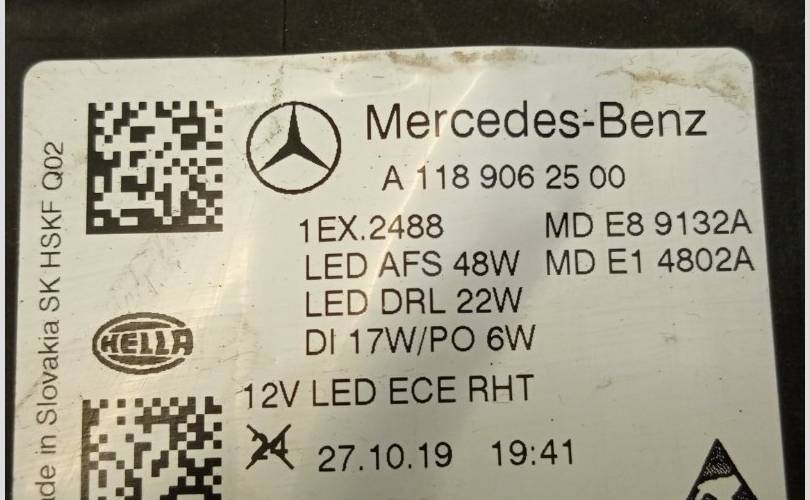 Mercedes-Benz
A 118 906 25 00
1EX.2488 MD E8 9132A
LED AFS 48W MD E1 4802A
LED DRL 22W
DI 17W/PO 6W
HELLA
12V LED ECE RHT
24 27.10.19 19:41
ade in Slovakia SK HSKF Q02